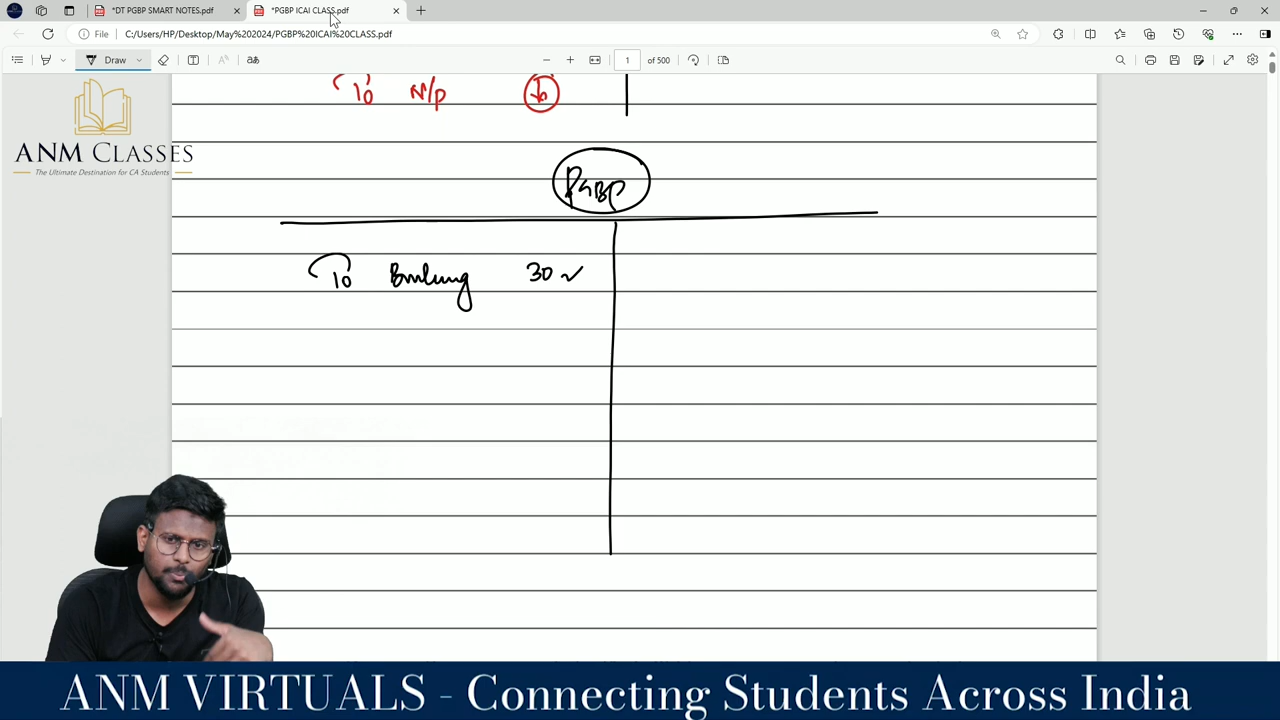 *DT PGBP SMART NOTES.pdf
*PGBP ICAI CLASS.pdf
File
C:/Users/HP/Desktop/May%202024/PGBP%20ICAI%20CLASS.pdf
Draw
1 of 500
To N/p
ANM CLASSES
The Ultimate Destination for CA Students
PGBP
To 30 ✓
ANM VIRTUALS - Connecting Students Across India